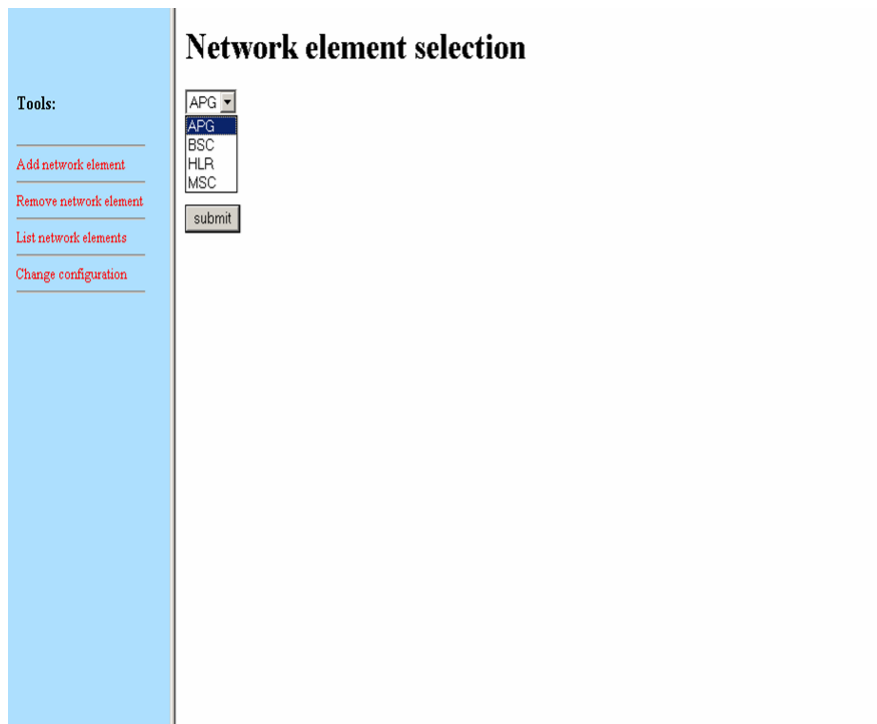 Network element selection
Tools:
Add network element
Remove network element
List network elements
Change configuration
APG
APG
BSC
HLR
MSC
submit